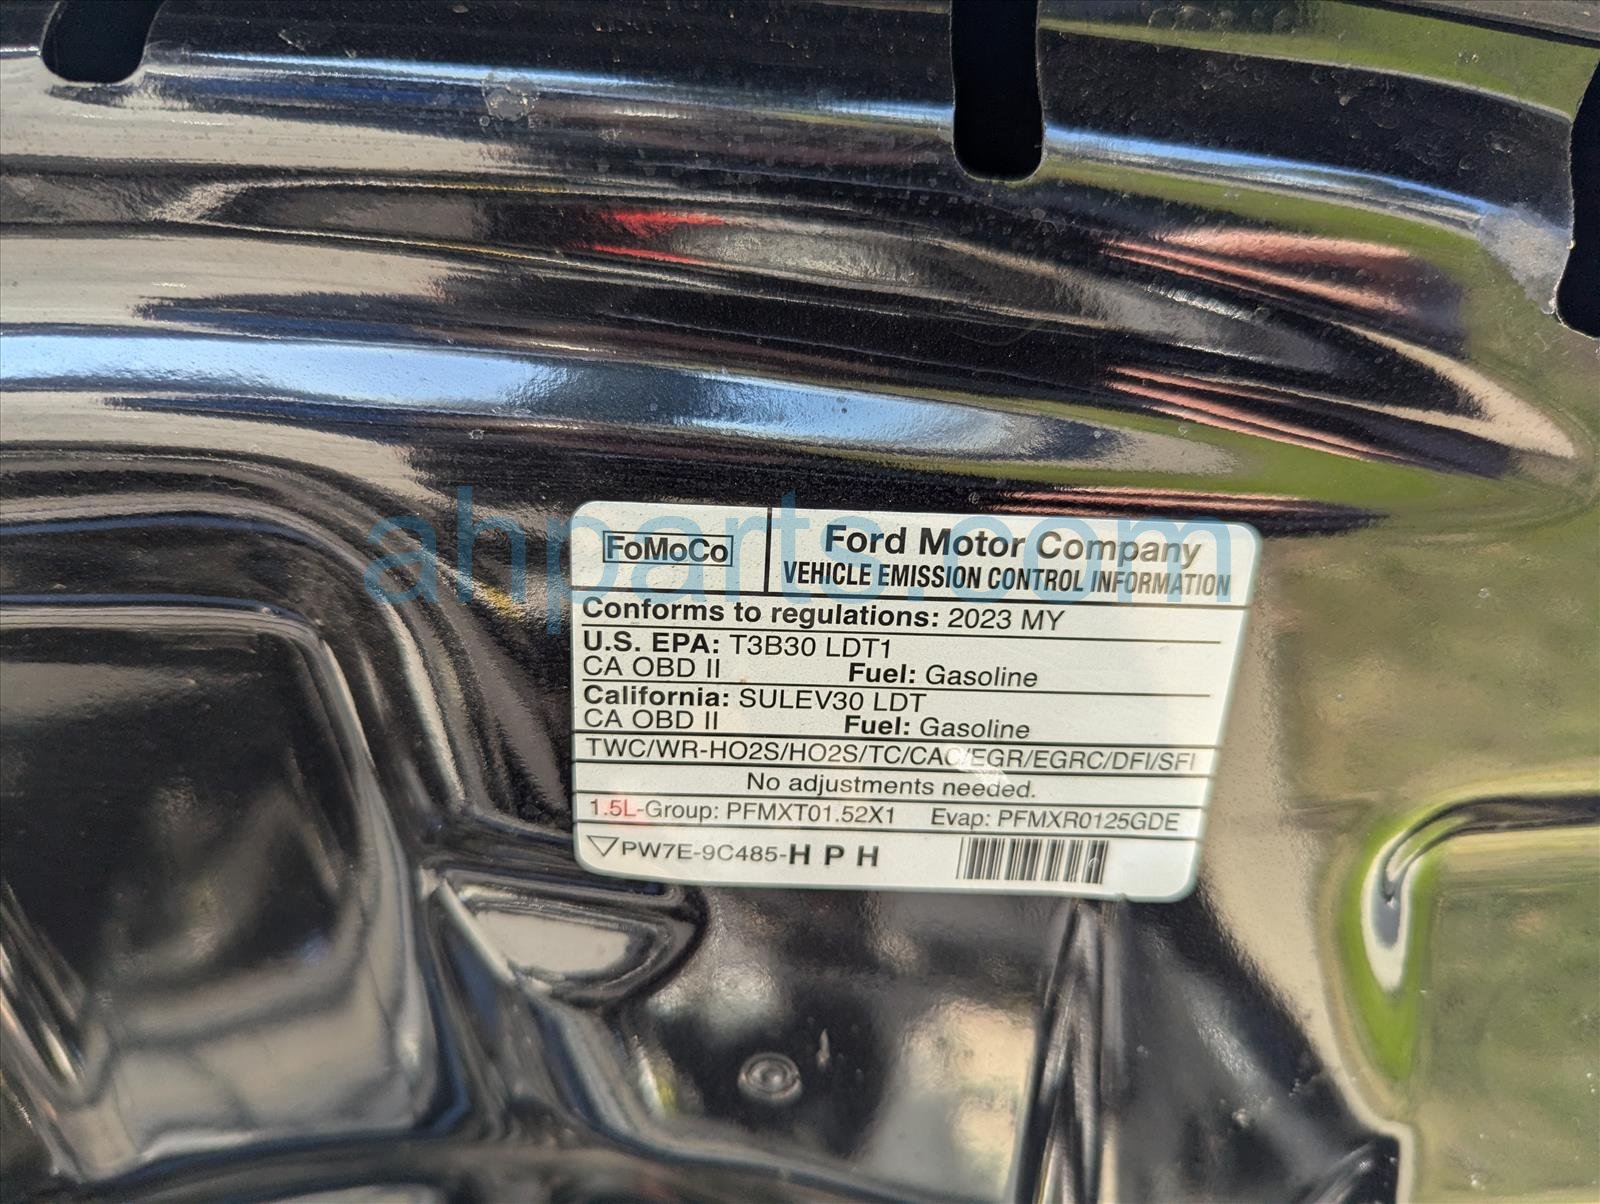 FoMoCo
Ford Motor Company
VEHICLE EMISSION CONTROL INFORMATION
Conforms to regulations: 2023 MY
U.S. EPA: T3B30 LDT1
CA OBD II Fuel: Gasoline
California: SULEV30 LDT
CA OBD II Fuel: Gasoline
TWC/WR-HO2S/HO2S/TC/CAC/EGR/EGRC/DFI/SFI
No adjustments needed.
1.5L-Group: PFMXT01.52X1 Evap: PFMXR0125GDE
PW7E-9C485-H P H
ahparts.com